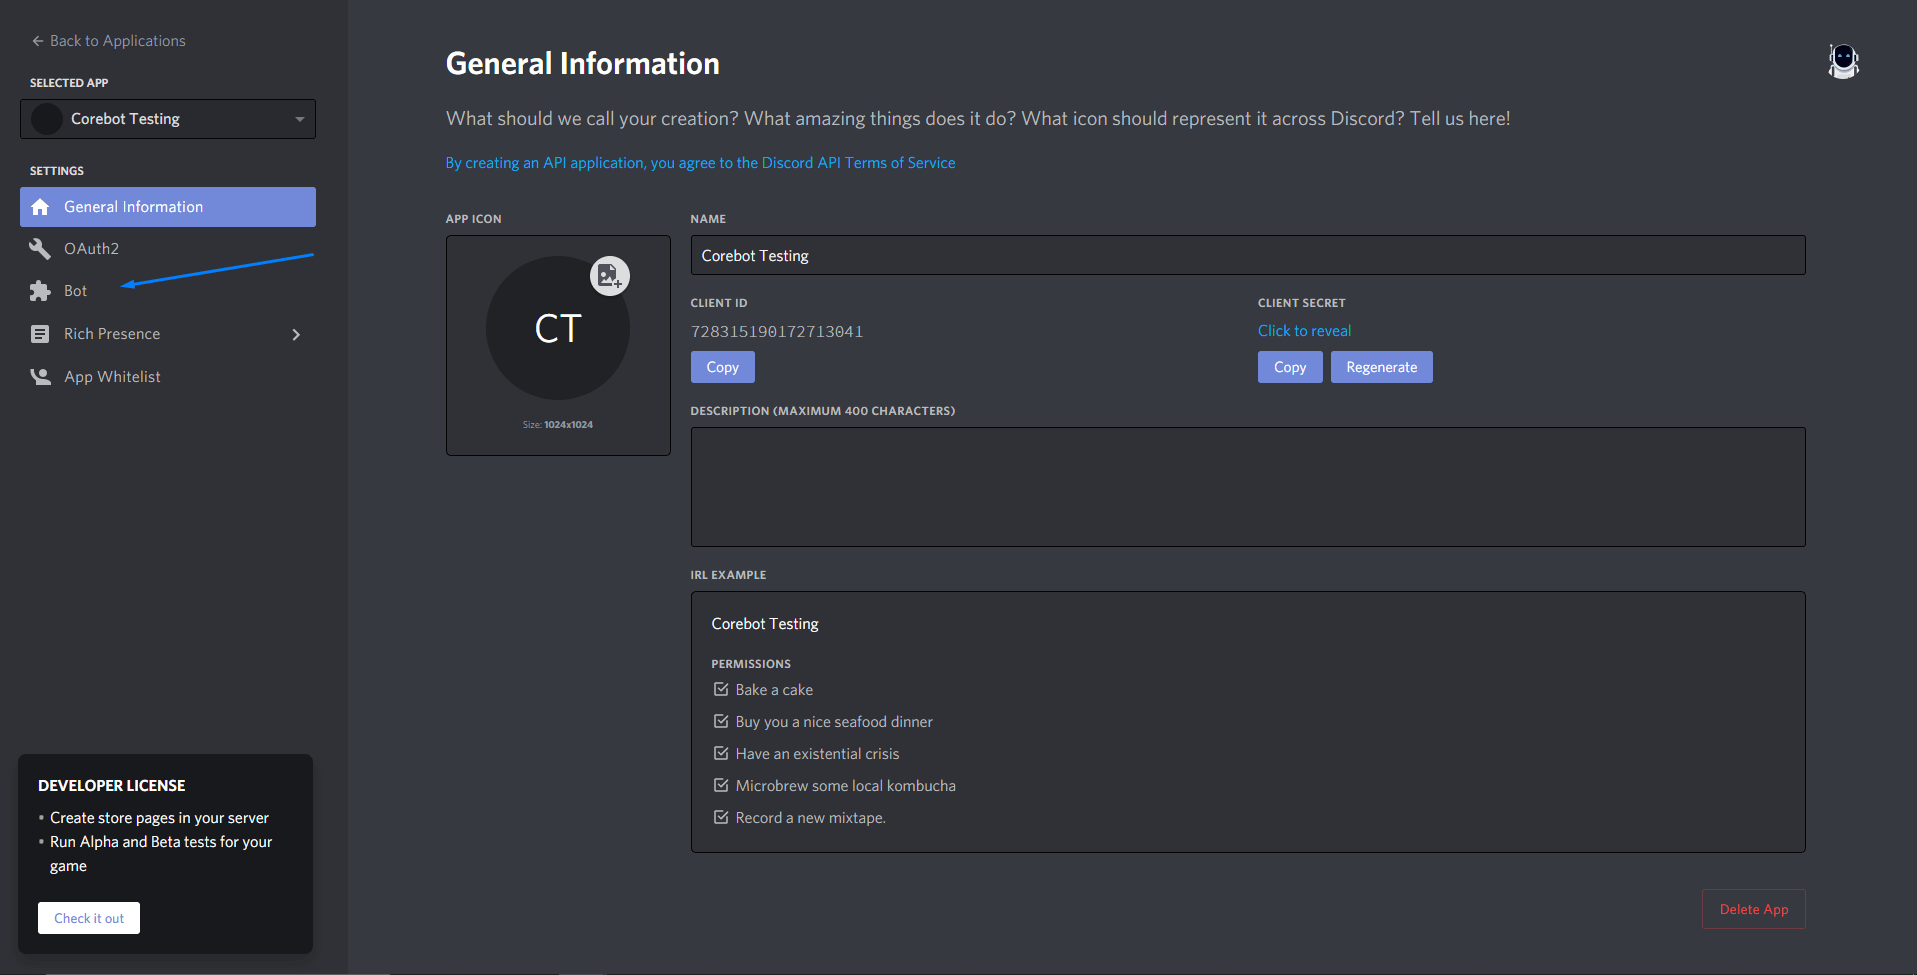 Back to Applications
SELECTED APP
Corebot Testing
SETTINGS
General Information
OAuth2
Bot
Rich Presence
App Whitelist
DEVELOPER LICENSE
• Create store pages in your server
• Run Alpha and Beta tests for your
game
Check it out
General Information
What should we call your creation? What amazing things does it do? What icon should represent it across Discord? Tell us here!
By creating an API application, you agree to the Discord API Terms of Service
APP ICON
CT
Size: 1024x1024
NAME
Corebot Testing
CLIENT ID
728315190172713041
Copy
CLIENT SECRET
Click to reveal
Copy Regenerate
DESCRIPTION (MAXIMUM 400 CHARACTERS)
IRL EXAMPLE
Corebot Testing
PERMISSIONS
Bake a cake
Buy you a nice seafood dinner
Have an existential crisis
Microbrew some local kombucha
Record a new mixtape.
Delete App